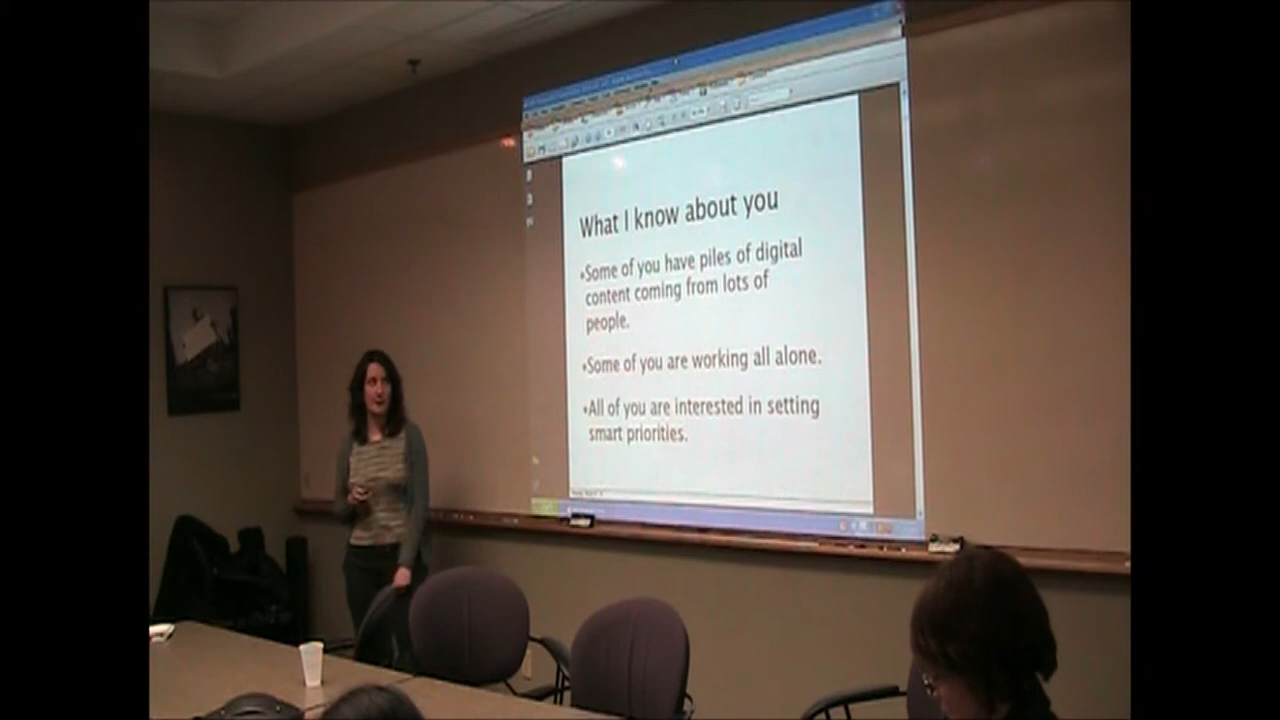 What I know about you
•Some of you have piles of digital
content coming from lots of
people.
•Some of you are working all alone.
•All of you are interested in setting
smart priorities.